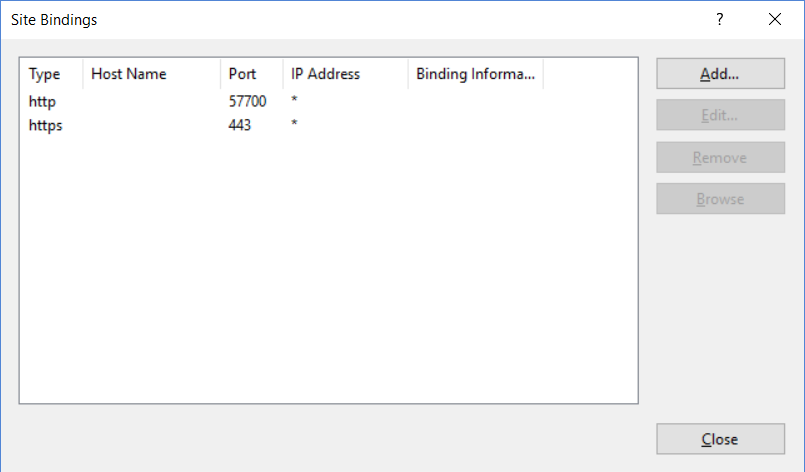 Site Bindings ?
Type Host Name Port IP Address Binding Informa...
http 57700 *
https 443 *
Add...
Edit...
Remove
Browse
Close